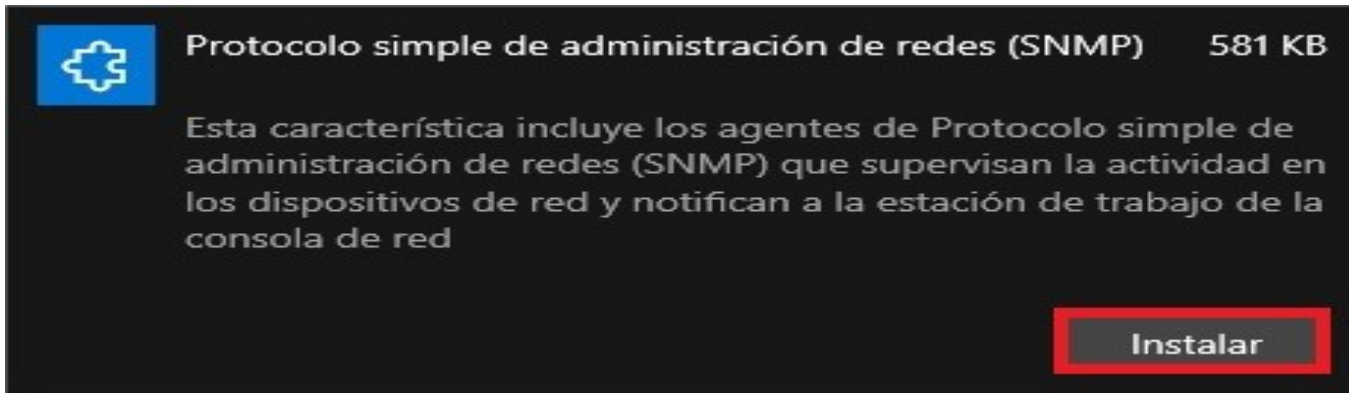 Protocolo simple de administración de redes (SNMP) 581 KB
Esta característica incluye los agentes de Protocolo simple de
administración de redes (SNMP) que supervisan la actividad en
los dispositivos de red y notifican a la estación de trabajo de la
consola de red
Instalar